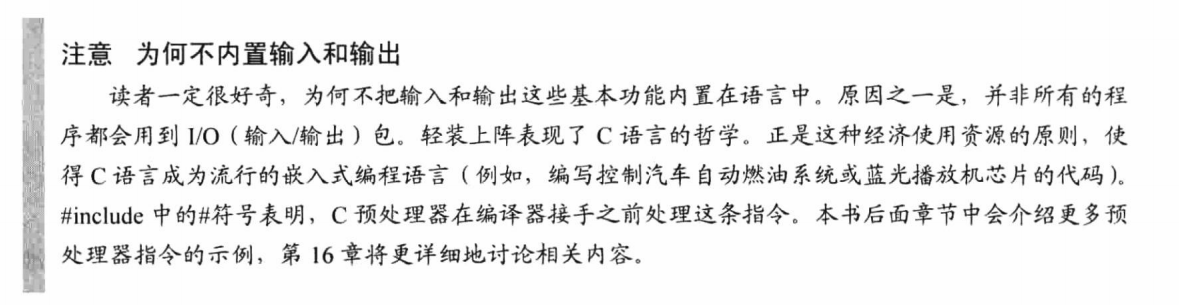 注意 为何不内置输入和输出
读者一定很好奇，为何不把输入和输出这些基本功能内置在语言中。原因之一是，并非所有的程
序都会用到 I/O（输入/输出）包。轻装上阵表现了 C 语言的哲学。正是这种经济使用资源的原则，使
得 C 语言成为流行的嵌入式编程语言（例如，编写控制汽车自动燃油系统或蓝光播放机芯片的代码）。
#include 中的#符号表明，C 预处理器在编译器接手之前处理这条指令。本书后面章节中会介绍更多预
处理器指令的示例，第 16 章将更详细地讨论相关内容。